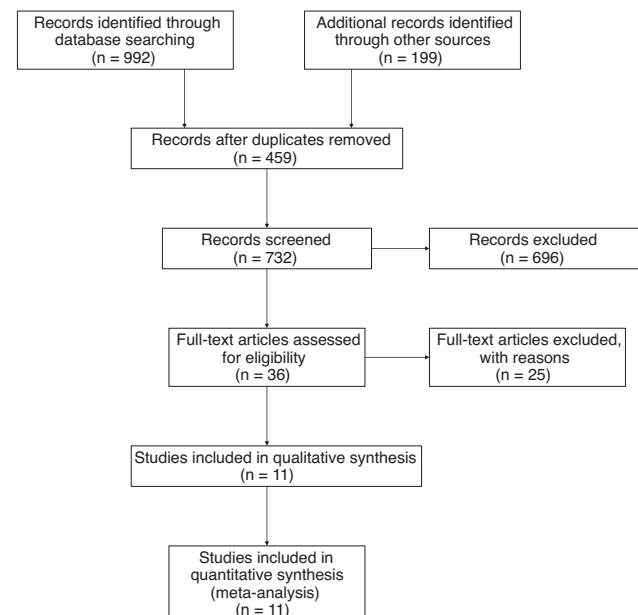 Records identified through
database searching
(n = 992)
Additional records identified
through other sources
(n = 199)
Records after duplicates removed
(n = 459)
Records screened
(n = 732)
Records excluded
(n = 696)
Full-text articles assessed
for eligibility
(n = 36)
Full-text articles excluded,
with reasons
(n = 25)
Studies included in qualitative synthesis
(n = 11)
Studies included in
quantitative synthesis
(meta-analysis)
(n = 11)